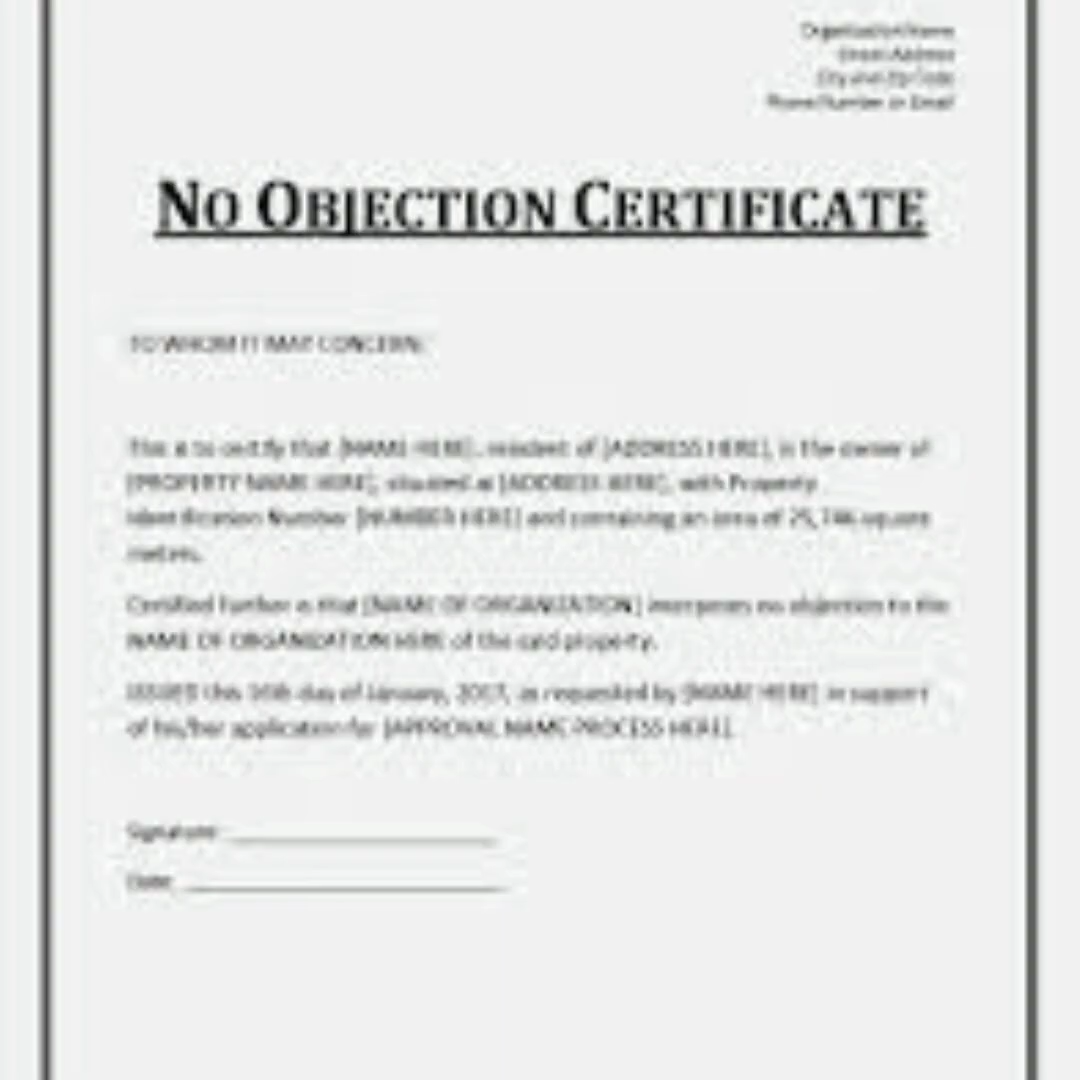 Organization Name
Street Address
City and Zip Code
Phone Number or Email
NO OBJECTION CERTIFICATE
TO WHOM IT MAY CONCERN:
This is to certify that [NAME HERE], resident of [ADDRESS HERE], is the owner of
[PROPERTY NAME HERE], situated at [ADDRESS HERE], with Property
Identification Number [NUMBER HERE] and containing an area of square
meters.
Certified further is that [NAME OF ORGANIZATION] interposes no objection to the
NAME OF ORGANIZATION HERE of the said property.
ISSUED this 16th day of January, 2017, as requested by [NAME HERE] in support
of his/her application for [APPROVAL NAME PROCESS HERE].
Signature:
Date: